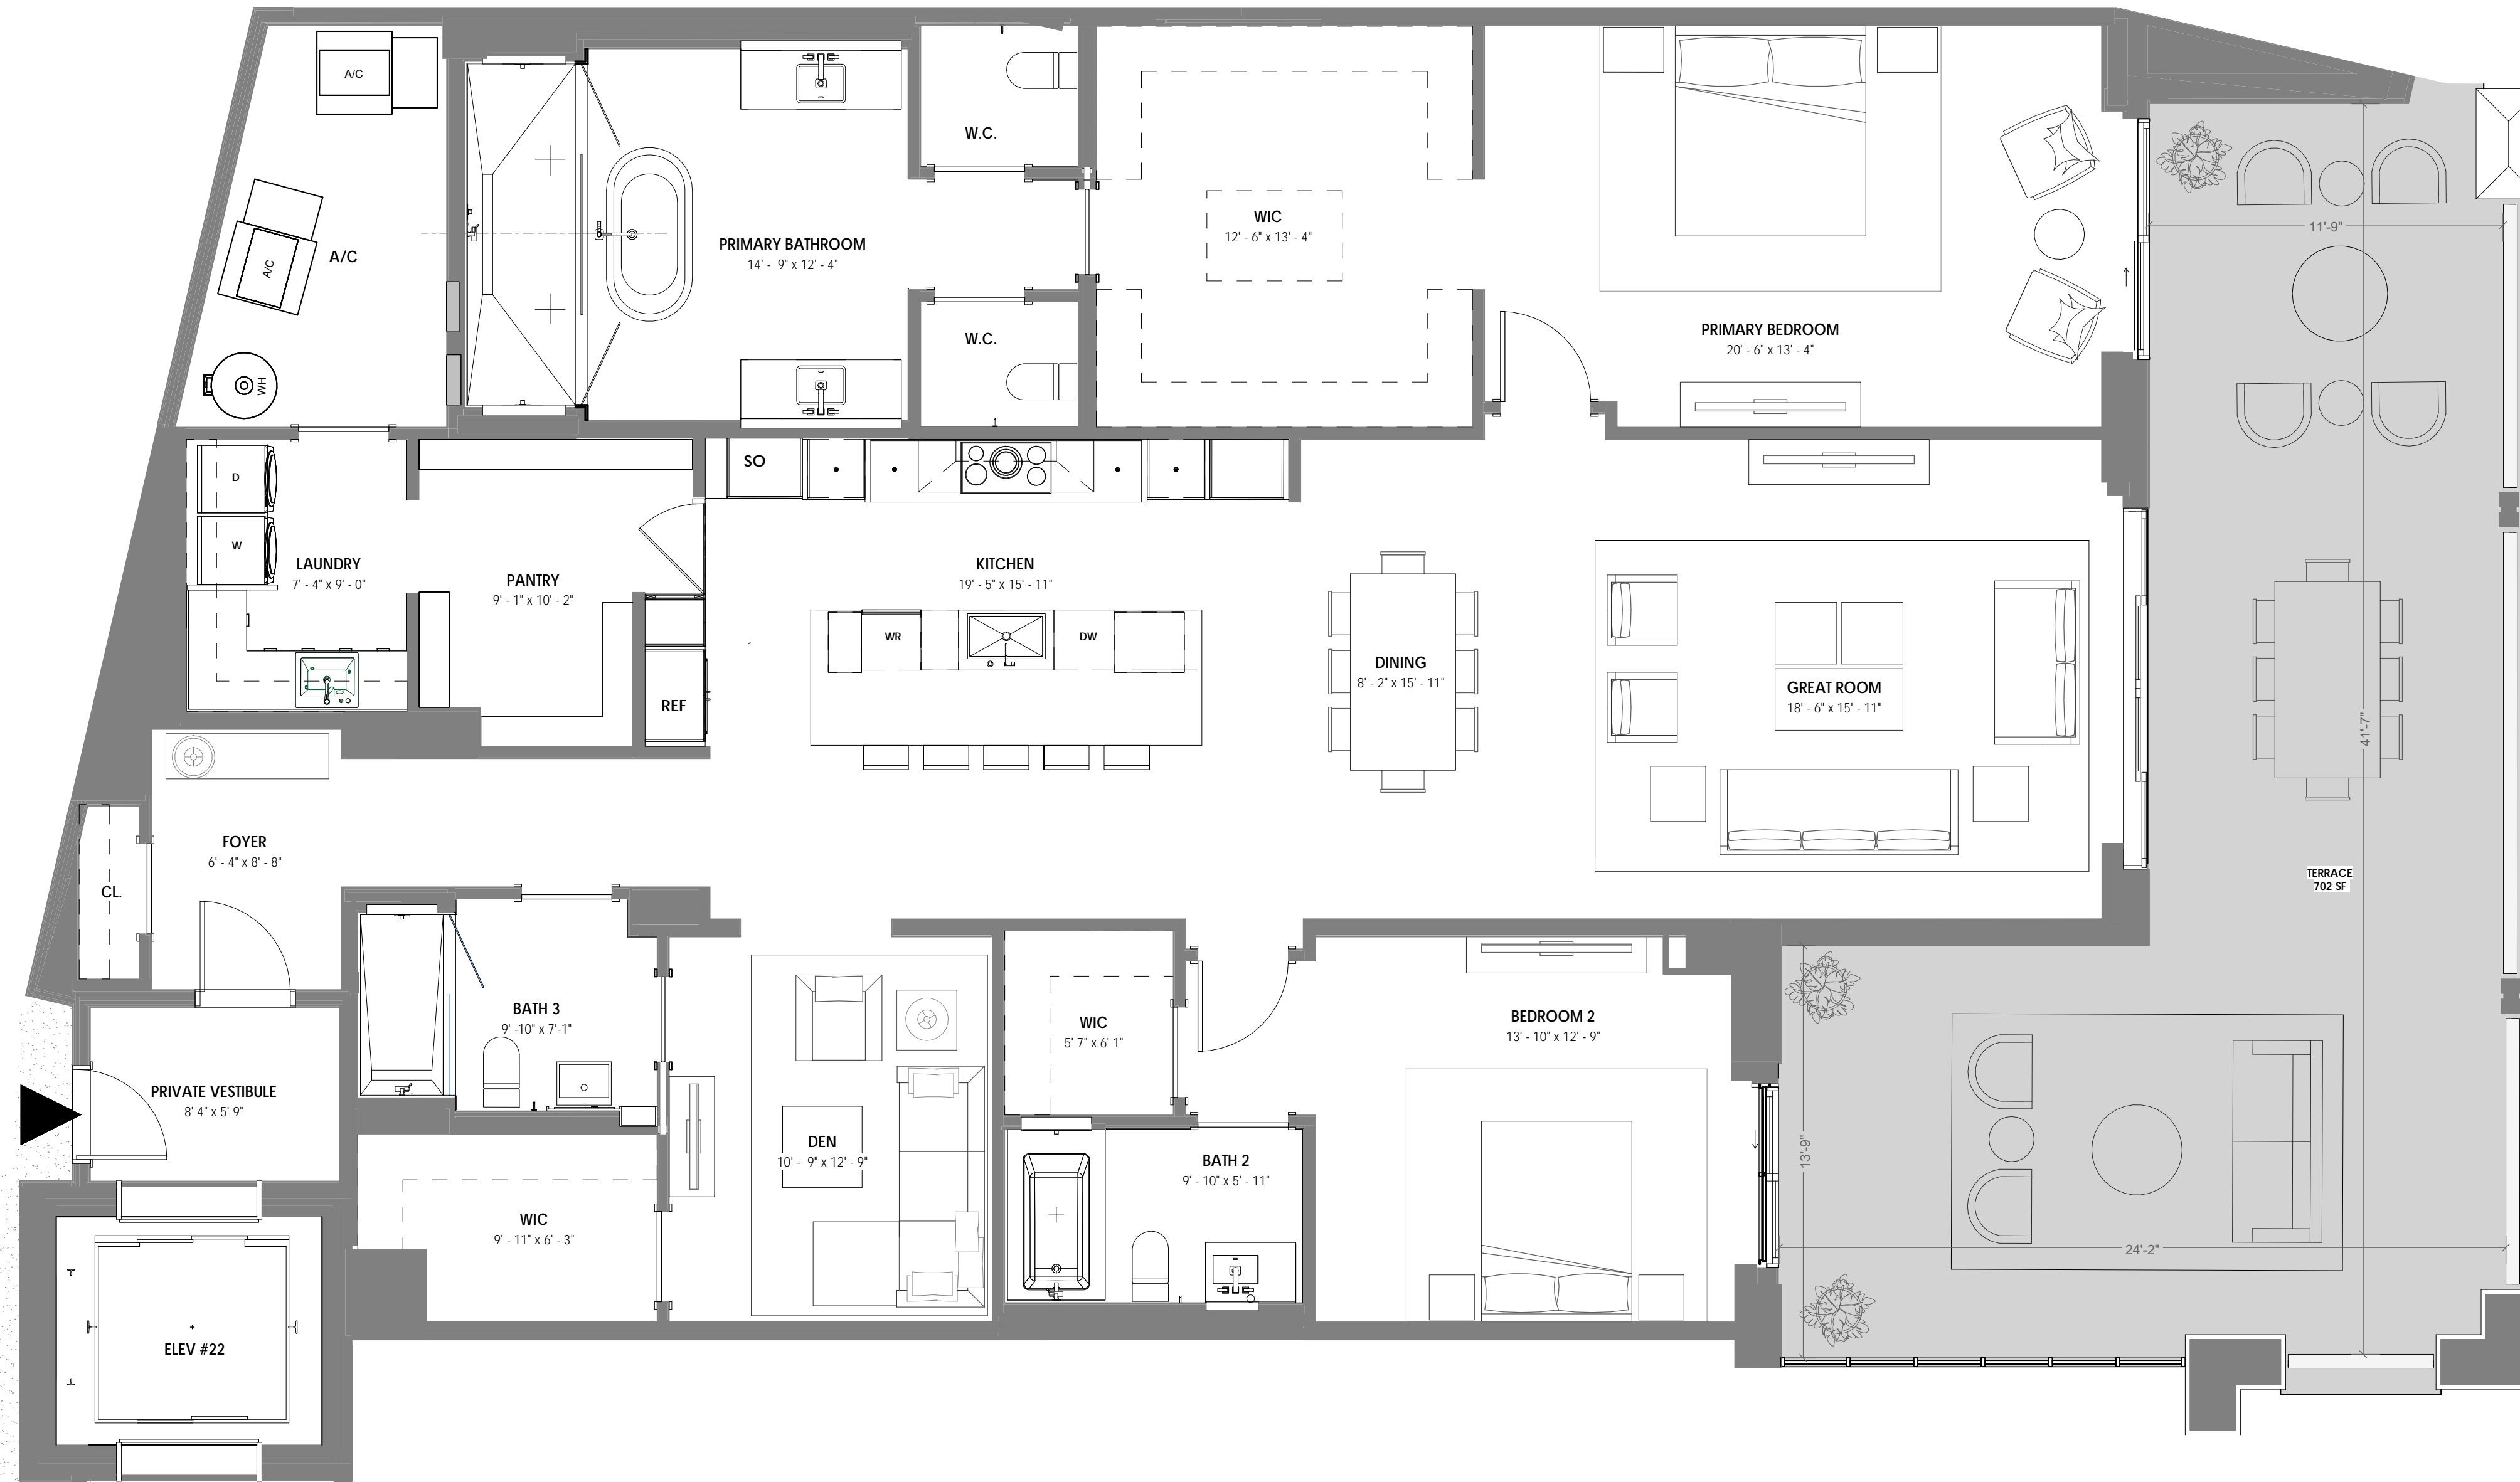 A/C
A/C
A/C
WH
PRIMARY BATHROOM
14' - 9" x 12' - 4"
W.C.
W.C.
WIC
12' - 6" x 13' - 4"
PRIMARY BEDROOM
20' - 6" x 13' - 4"
11'-9"
D
W
LAUNDRY
7' - 4" x 9' - 0"
PANTRY
9' - 1" x 10' - 2"
SO
KITCHEN
19' - 5" x 15' - 11"
WR
DW
REF
DINING
8' - 2" x 15' - 11"
GREAT ROOM
18' - 6" x 15' - 11"
41'-7"
TERRACE
702 SF
FOYER
6' - 4" x 8' - 8"
CL.
BATH 3
9' -10" x 7'-1"
PRIVATE VESTIBULE
8' 4" x 5' 9"
WIC
5' 7" x 6' 1"
BEDROOM 2
13' - 10" x 12' - 9"
DEN
10' - 9" x 12' - 9"
BATH 2
9' - 10" x 5' - 11"
13'-9"
24'-2"
WIC
9' - 11" x 6' - 3"
ELEV #22